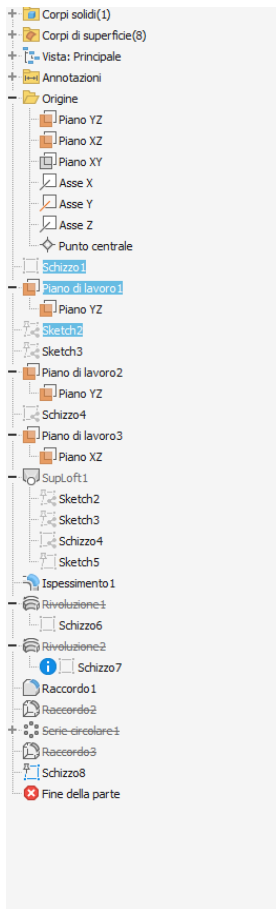 Corpi solidi(1)
Corpi di superficie(8)
Vista: Principale
Annotazioni
Origine
Piano YZ
Piano XZ
Piano XY
Asse X
Asse Y
Asse Z
Punto centrale
Schizzo1
Piano di lavoro1
Piano YZ
Sketch2
Sketch3
Piano di lavoro2
Piano YZ
Schizzo4
Piano di lavoro3
Piano XZ
SupLoft1
Sketch2
Sketch3
Schizzo4
Sketch5
Ispessimento1
Rivoluzione1
Schizzo6
Rivoluzione2
Schizzo7
Raccordo1
Raccordo2
Serie circolare1
Raccordo3
Schizzo8
Fine della parte